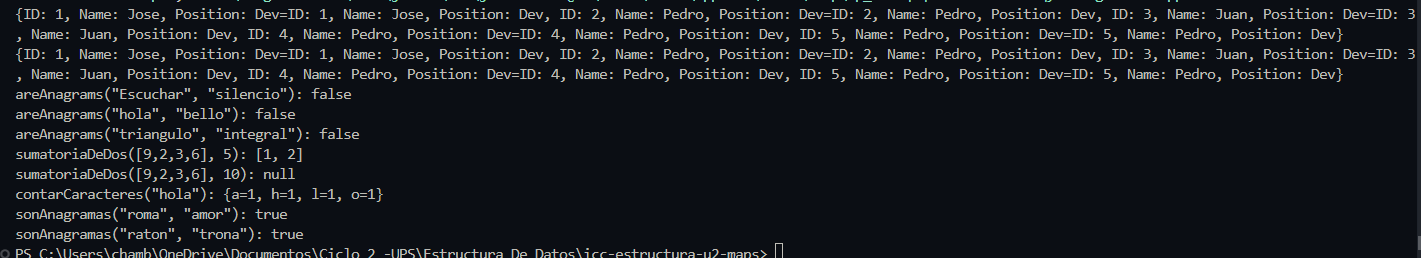 {ID: 1, Name: Jose, Position: Dev=ID: 1, Name: Jose, Position: Dev, ID: 2, Name: Pedro, Position: Dev=ID: 2, Name: Pedro, Position: Dev, ID: 3, Name: Juan, Position: Dev=ID: 3
, Name: Juan, Position: Dev, ID: 4, Name: Pedro, Position: Dev=ID: 4, Name: Pedro, Position: Dev, ID: 5, Name: Pedro, Position: Dev=ID: 5, Name: Pedro, Position: Dev}
{ID: 1, Name: Jose, Position: Dev=ID: 1, Name: Jose, Position: Dev, ID: 2, Name: Pedro, Position: Dev=ID: 2, Name: Pedro, Position: Dev, ID: 3, Name: Juan, Position: Dev=ID: 3
, Name: Juan, Position: Dev, ID: 4, Name: Pedro, Position: Dev=ID: 4, Name: Pedro, Position: Dev, ID: 5, Name: Pedro, Position: Dev=ID: 5, Name: Pedro, Position: Dev}
areAnagrams("Escuchar", "silencio"): false
areAnagrams("hola", "bello"): false
areAnagrams("triangulo", "integral"): false
sumatoriaDeDos([9,2,3,6], 5): [1, 2]
sumatoriaDeDos([9,2,3,6], 10): null
contarCaracteres("hola"): {a=1, h=1, l=1, o=1}
sonAnagramas("roma", "amor"): true
sonAnagramas("raton", "trona"): true
PS C:\Users\chamb\OneDrive\Documentos\Ciclo 2 -UPS\Estructura De Datos\icc-estructura-u2-maps>